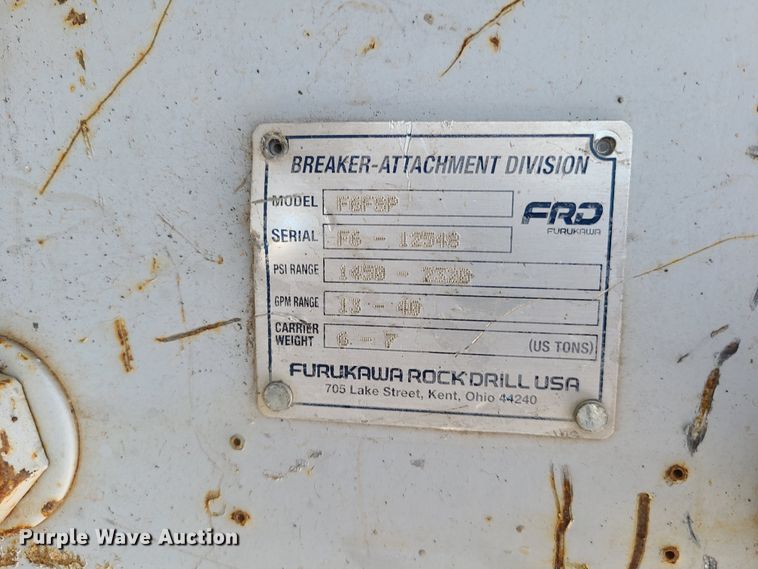 BREAKER-ATTACHMENT DIVISION
MODEL
FRD
FURUKAWA
SERIAL F6 - 12548
PSI RANGE 1450 - 2320
GPM RANGE 13 - 40
CARRIER WEIGHT 6 - 7 (US TONS)
FURUKAWA ROCK DRILL USA
705 Lake Street, Kent, Ohio 44240
Purple Wave Auction